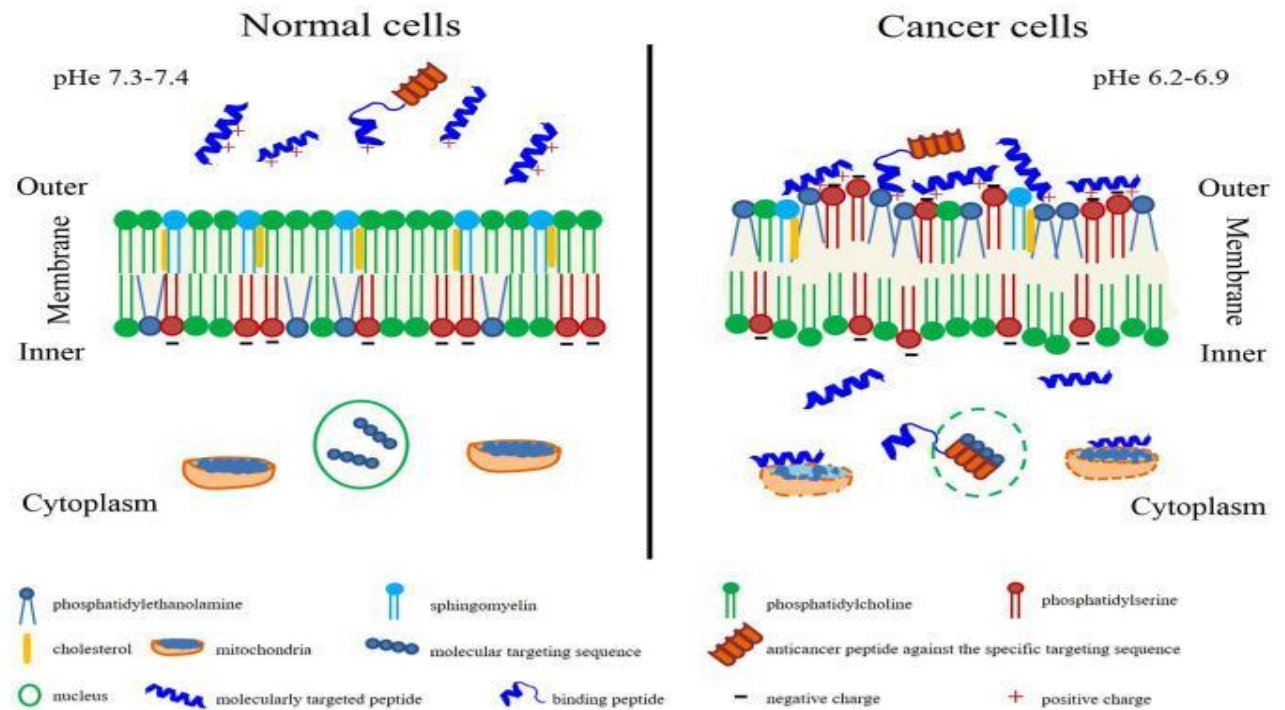 Normal cells
Cancer cells
pHe 7.3-7.4
pHe 6.2-6.9
Outer
Outer
Membrane
Membrane
Inner
Inner
Cytoplasm
Cytoplasm
phosphatidylethanolamine
sphingomyelin
phosphatidylcholine
phosphatidylserine
cholesterol
mitochondria
molecular targeting sequence
anticancer peptide against the specific targeting sequence
nucleus
molecularly targeted peptide
binding peptide
negative charge
positive charge